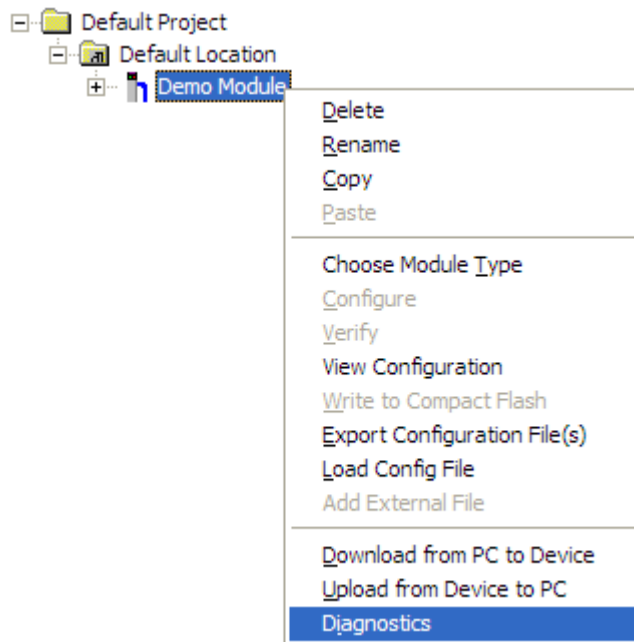 Default Project
Default Location
Demo Module
Delete
Rename
Copy
Paste
Choose Module Type
Configure
Verify
View Configuration
Write to Compact Flash
Export Configuration File(s)
Load Config File
Add External File
Download from PC to Device
Upload from Device to PC
Diagnostics